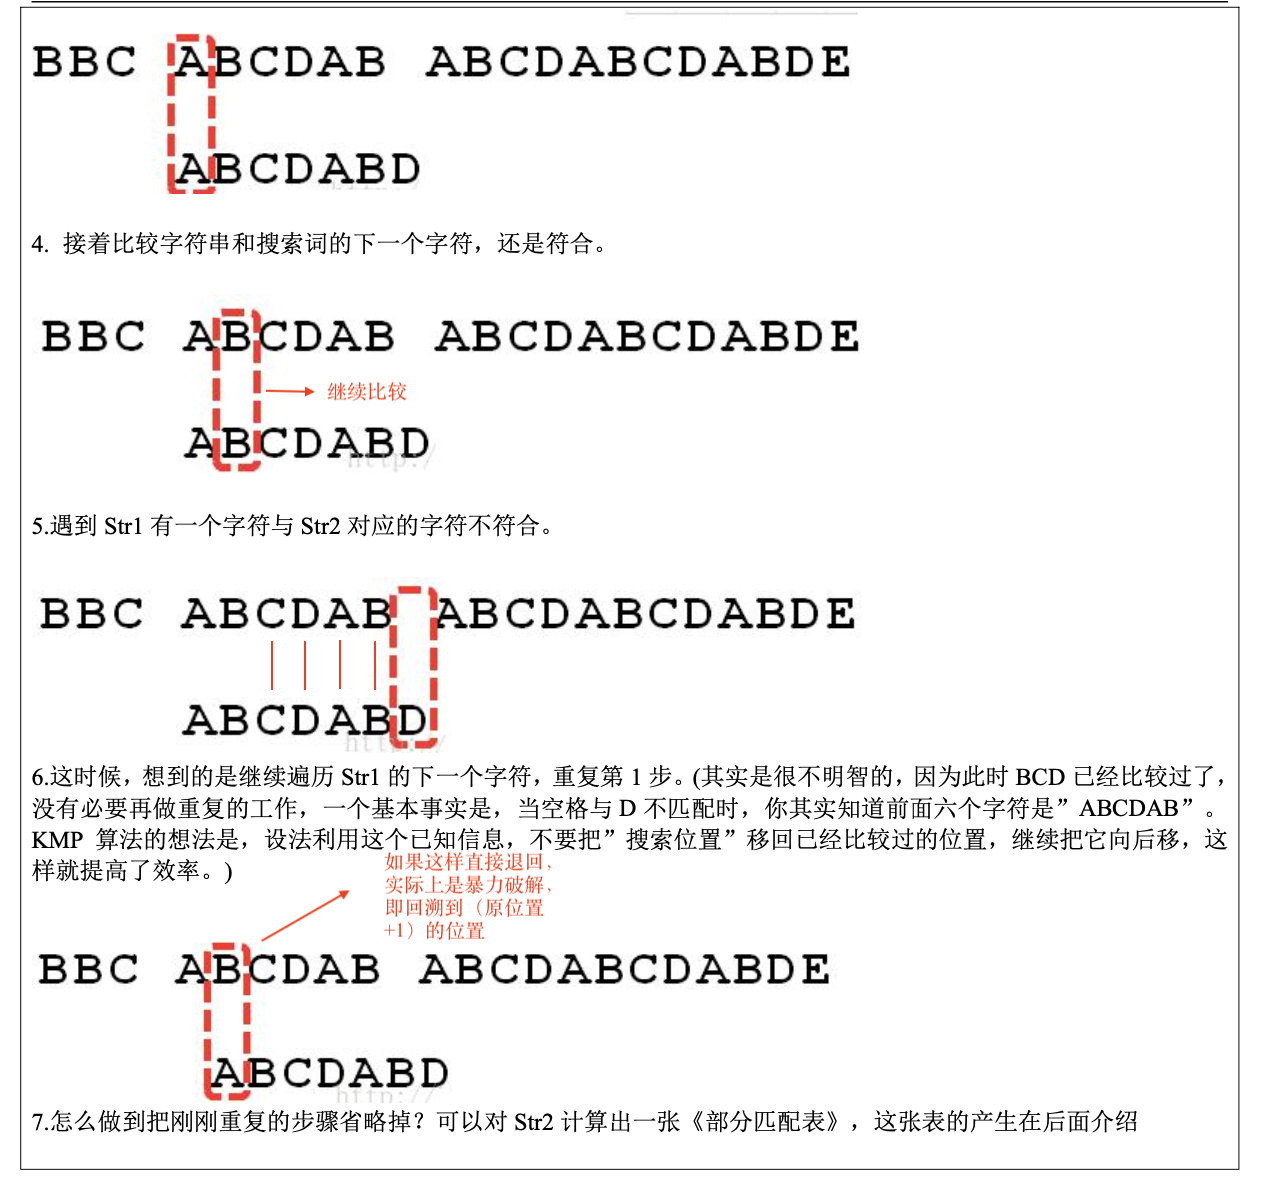 BBC ABCDAB ABCDABCDABDE
ABCDABD
4. 接着比较字符串和搜索词的下一个字符，还是符合。
BBC ABCDAB ABCDABCDABDE
继续比较
ABCDABD
http:/
5.遇到 Str1 有一个字符与 Str2 对应的字符不符合。
BBC ABCDAB ABCDABCDABDE
ABCDABD
http://
6.这时候，想到的是继续遍历 Str1 的下一个字符，重复第 1 步。(其实是很不明智的，因为此时 BCD 已经比较过了，
没有必要再做重复的工作，一个基本事实是，当空格与 D 不匹配时，你其实知道前面六个字符是”ABCDAB”。
KMP 算法的想法是，设法利用这个已知信息，不要把”搜索位置”移回已经比较过的位置，继续把它向后移，这
样就提高了效率。)
如果这样直接退回，
实际上是暴力破解，
即回溯到（原位置
+1）的位置
BBC ABCDAB ABCDABCDABDE
ABCDABD
http://
7.怎么做到把刚刚重复的步骤省略掉？可以对 Str2 计算出一张《部分匹配表》，这张表的产生在后面介绍